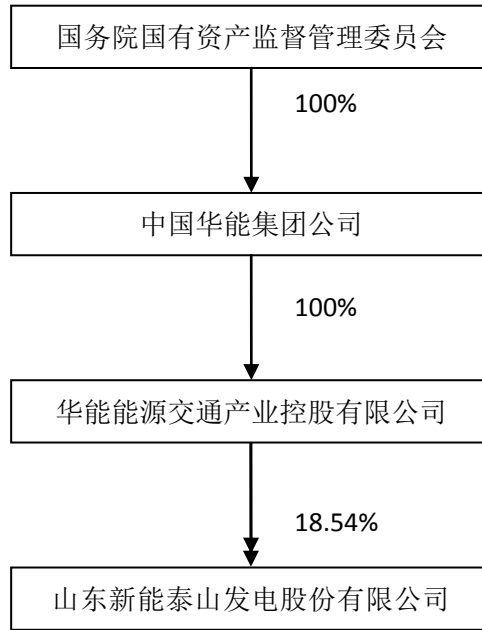 国务院国有资产监督管理委员会
100%
中国华能集团公司
100%
华能能源交通产业控股有限公司
18.54%
山东新能泰山发电股份有限公司